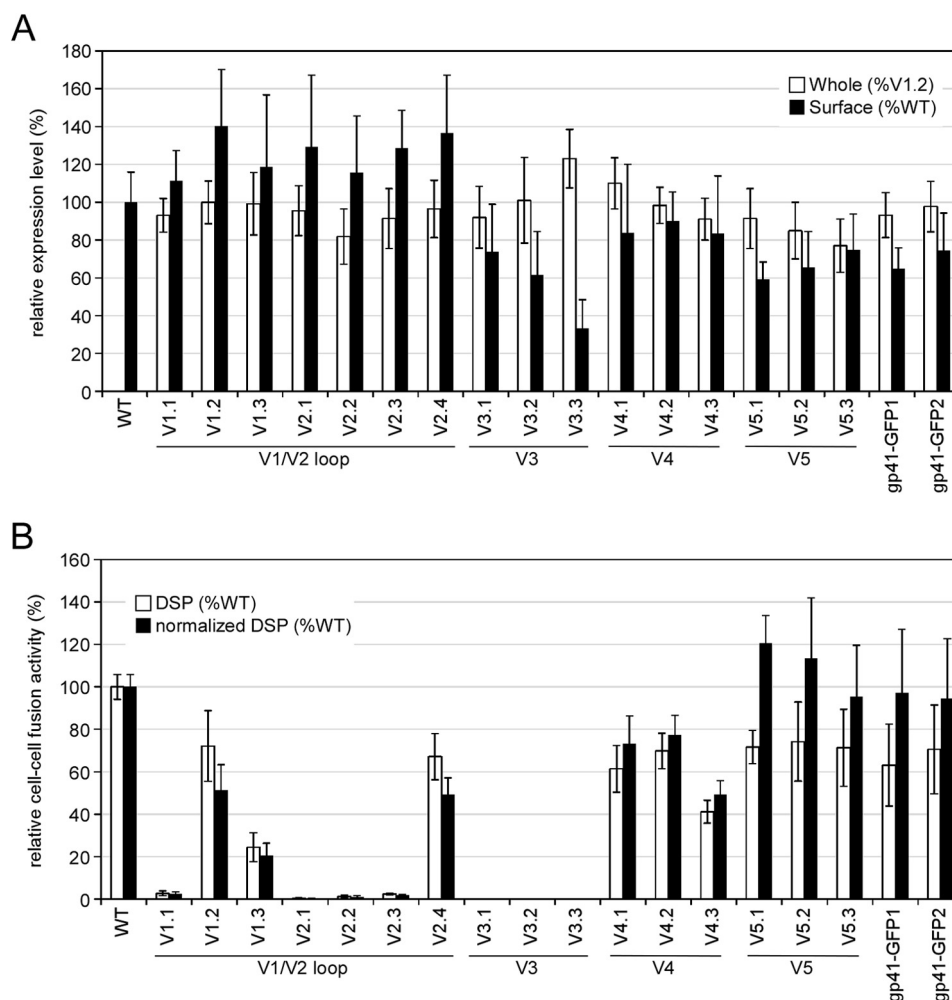 A
180
160
140
120
100
80
60
40
20
0
relative expression level (%)
Whole (%V1.2)
Surface (%WT)
WT
V1.1
V1.2
V1.3
V2.1
V2.2
V2.3
V2.4
V3.1
V3.2
V3.3
V4.1
V4.2
V4.3
V5.1
V5.2
V5.3
gp41-GFP1
gp41-GFP2
V1/V2 loop
V3
V4
V5
B
160
140
120
100
80
60
40
20
0
relative cell-cell fusion activity (%)
DSP (%WT)
normalized DSP (%WT)
WT
V1.1
V1.2
V1.3
V2.1
V2.2
V2.3
V2.4
V3.1
V3.2
V3.3
V4.1
V4.2
V4.3
V5.1
V5.2
V5.3
gp41-GFP1
gp41-GFP2
V1/V2 loop
V3
V4
V5